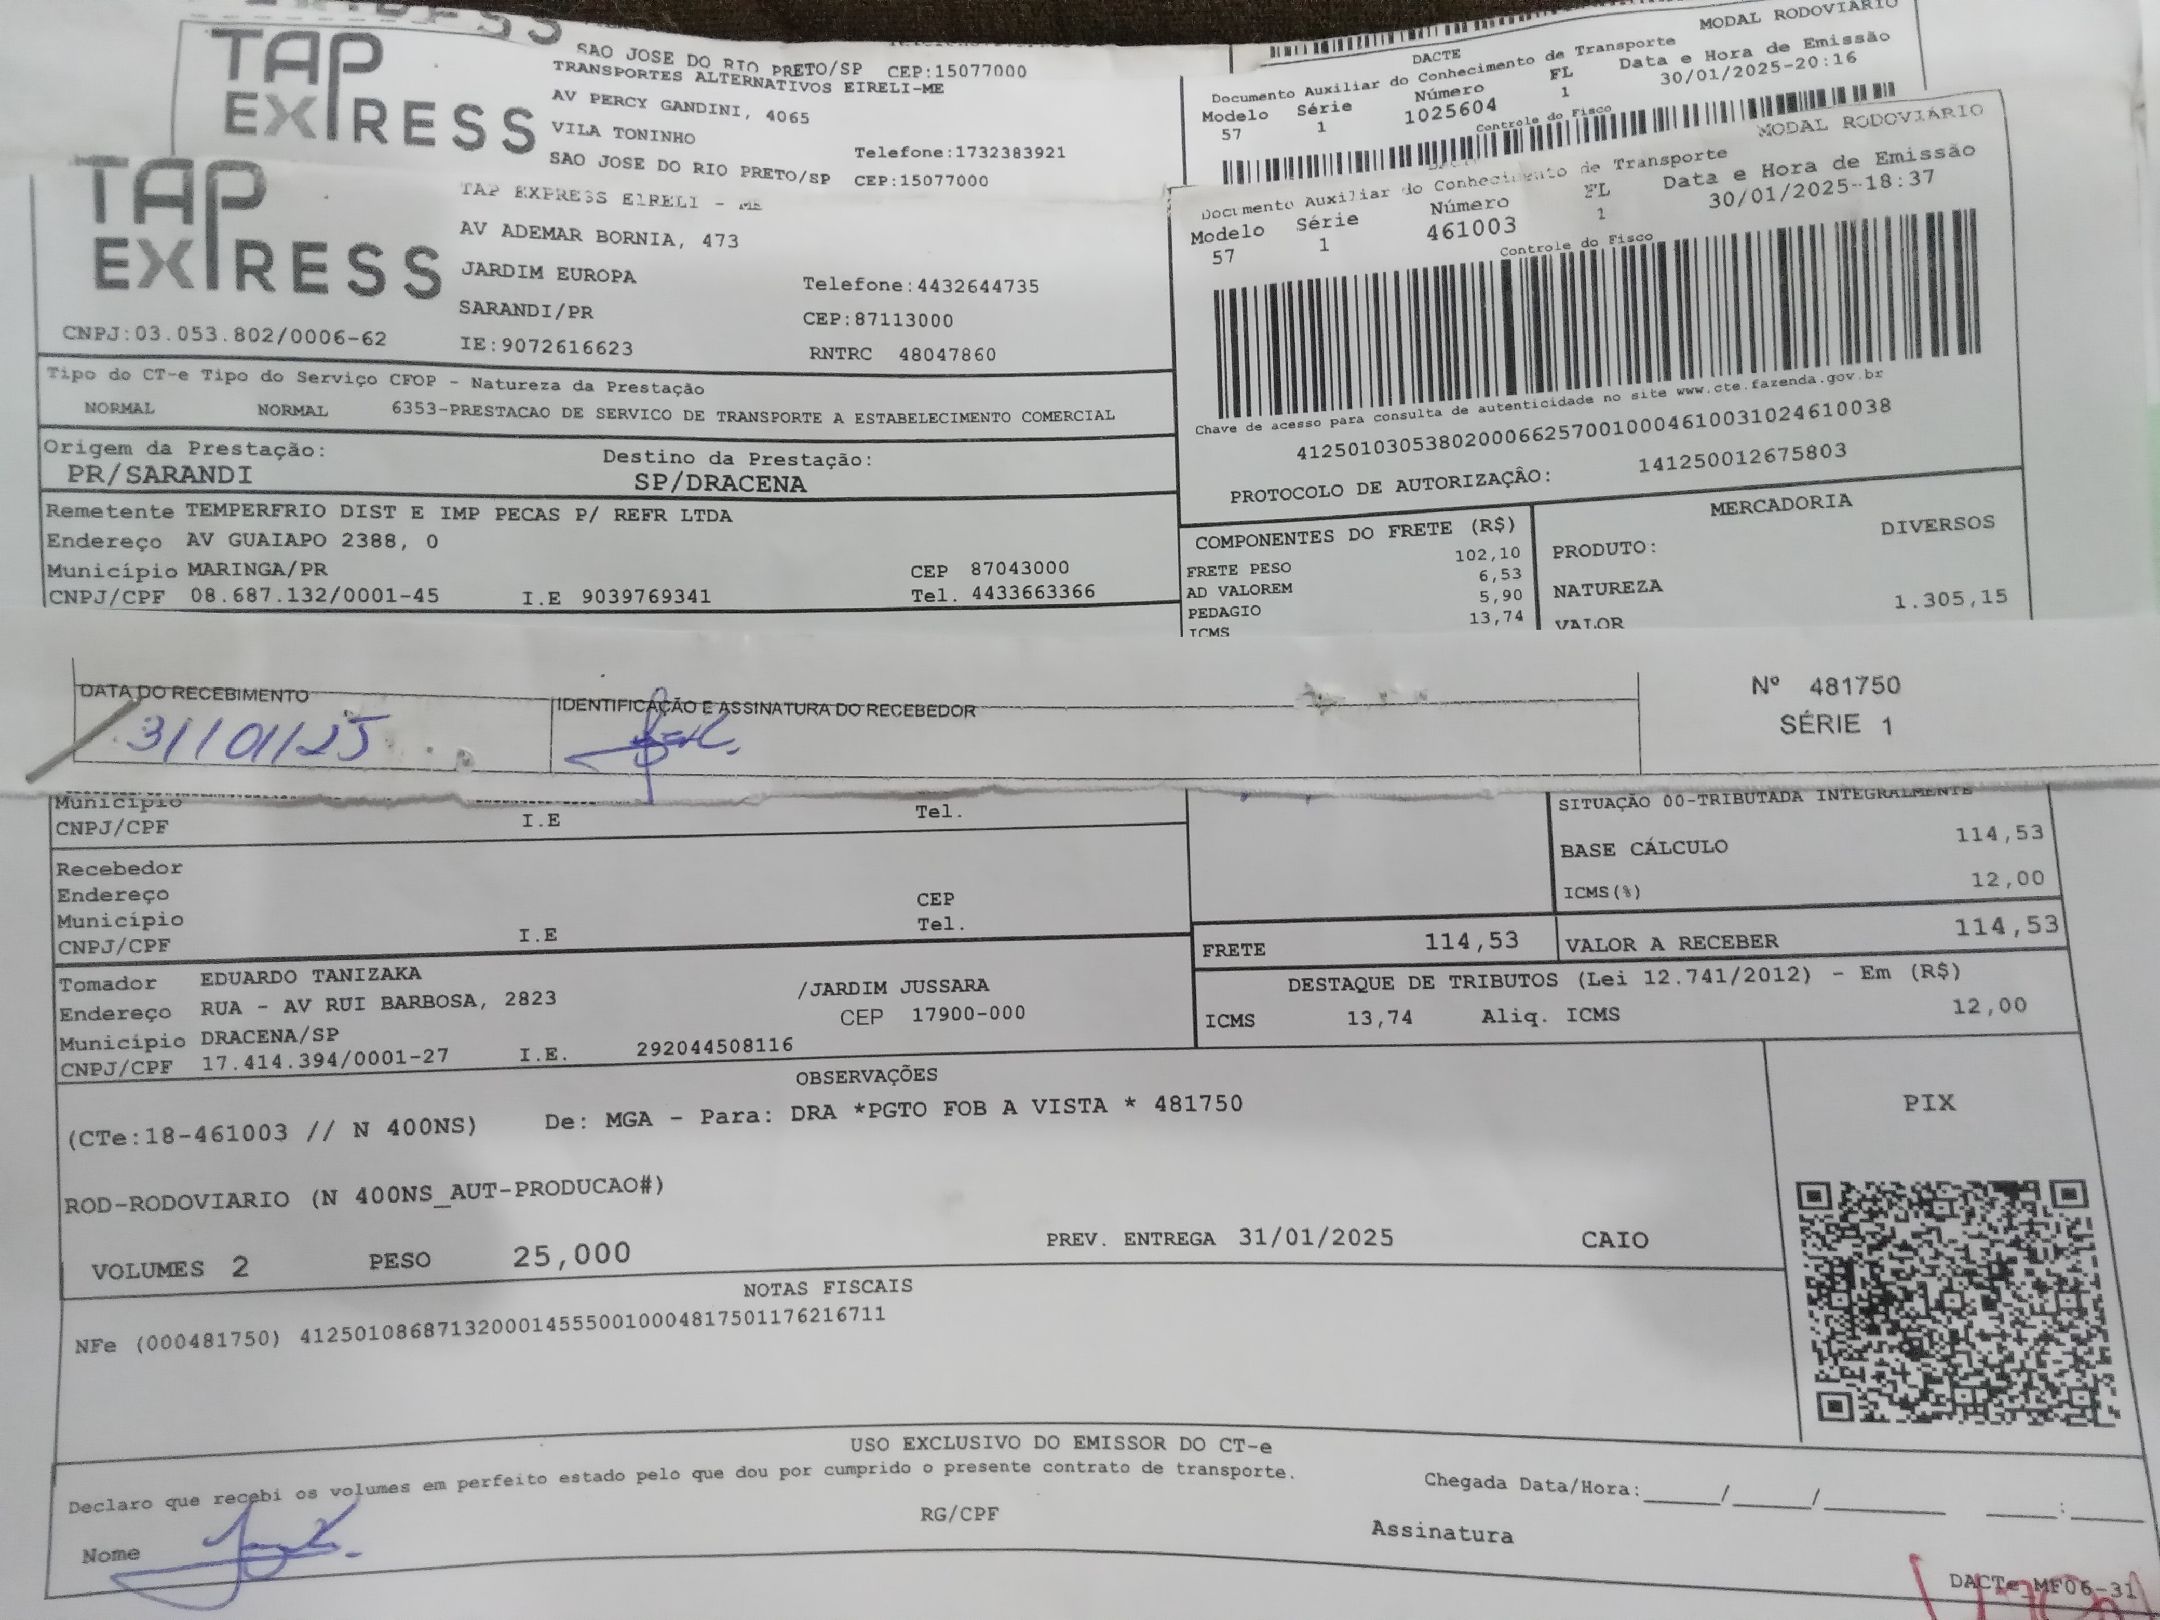 TAP EXPRESS
SAO JOSE DO RIO PRETO/SP CEP:15077000
TRANSPORTES ALTERNATIVOS EIRELI-ME
AV PERCY GANDINI, 4065
VILA TONINHO Telefone:1732383921
SAO JOSE DO RIO PRETO/SP CEP:15077000
MODAL RODOVIARIO
DACTE
Documento Auxiliar do Conhecimento de Transporte
Modelo Série Número FL Data e Hora de Emissão
57 1 1025604 1 30/01/2025-20:16
Controle do Fisco
TAP EXPRESS
TAP EXPRESS EIRELI - ME
AV ADEMAR BORNIA, 473
JARDIM EUROPA Telefone:4432644735
SARANDI/PR CEP:87113000
CNPJ:03.053.802/0006-62 IE:9072616623 RNTRC 48047860
MODAL RODOVIÁRIO
Documento Auxiliar do Conhecimento de Transporte
Modelo Série Número FL Data e Hora de Emissão
57 1 461003 1 30/01/2025-18:37
Controle do Fisco
Chave de acesso para consulta de autenticidade no site www.cte.fazenda.gov.br
41250103053802000662570010004610031024610038
PROTOCOLO DE AUTORIZAÇÂO: 141250012675803
Tipo do CT-e Tipo do Serviço CFOP - Natureza da Prestação
NORMAL NORMAL 6353-PRESTACAO DE SERVICO DE TRANSPORTE A ESTABELECIMENTO COMERCIAL
Origem da Prestação: Destino da Prestação:
PR/SARANDI SP/DRACENA
Remetente TEMPERFRIO DIST E IMP PECAS P/ REFR LTDA
Endereço AV GUAIAPO 2388, 0
Município MARINGA/PR CEP 87043000
CNPJ/CPF 08.687.132/0001-45 I.E 9039769341 Tel. 4433663366
COMPONENTES DO FRETE (R$)
FRETE PESO 102,10
AD VALOREM 6,53
PEDAGIO 5,90
ICMS 13,74
MERCADORIA
PRODUTO: DIVERSOS
NATUREZA
VALOR 1.305,15
DATA DO RECEBIMENTO IDENTIFICAÇÃO E ASSINATURA DO RECEBEDOR
31/01/25
Nº 481750
SÉRIE 1
Município
CNPJ/CPF I.E Tel.
Recebedor
Endereço CEP
Município Tel.
CNPJ/CPF I.E
SITUAÇÃO 00-TRIBUTADA INTEGRALMENTE
BASE CÁLCULO 114,53
ICMS(%) 12,00
FRETE 114,53 VALOR A RECEBER 114,53
Tomador EDUARDO TANIZAKA
Endereço RUA - AV RUI BARBOSA, 2823 /JARDIM JUSSARA
Município DRACENA/SP CEP 17900-000
CNPJ/CPF 17.414.394/0001-27 I.E. 292044508116
DESTAQUE DE TRIBUTOS (Lei 12.741/2012) - Em (R$)
ICMS 13,74 Aliq. ICMS 12,00
OBSERVAÇÕES
(CTe:18-461003 // N 400NS) De: MGA - Para: DRA *PGTO FOB A VISTA * 481750
ROD-RODOVIARIO (N 400NS_AUT-PRODUCAO#)
VOLUMES 2 PESO 25,000 PREV. ENTREGA 31/01/2025 CAIO
PIX
NOTAS FISCAIS
NFe (000481750) 41250108687132000145550010004817501176216711
USO EXCLUSIVO DO EMISSOR DO CT-e
Declaro que recebi os volumes em perfeito estado pelo que dou por cumprido o presente contrato de transporte.
Chegada Data/Hora:_____/_____/________ ____:_____
Nome RG/CPF Assinatura
DACTe_MF06-31